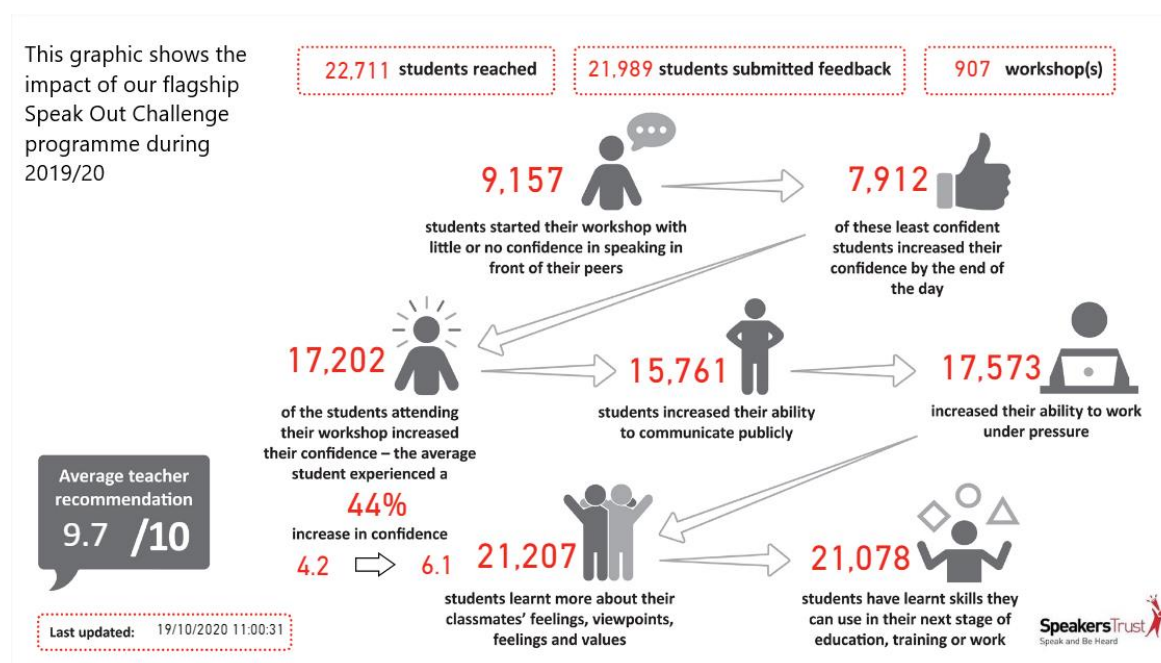 This graphic shows the
impact of our flagship
Speak Out Challenge
programme during
2019/20
22,711 students reached
21,989 students submitted feedback
907 workshop(s)
9,157
students started their workshop with
little or no confidence in speaking in
front of their peers
7,912
of these least confident
students increased their
confidence by the end of
the day
17,202
of the students attending
their workshop increased
their confidence – the average
student experienced a
44%
increase in confidence
4.2
6.1
15,761
students increased their ability
to communicate publicly
17,573
increased their ability to work
under pressure
Average teacher
recommendation
9.7 /10
21,207
students learnt more about their
classmates' feelings, viewpoints,
feelings and values
21,078
students have learnt skills they
can use in their next stage of
education, training or work
Last updated: 19/10/2020 11:00:31
SpeakersTrust
Speak and Be Heard